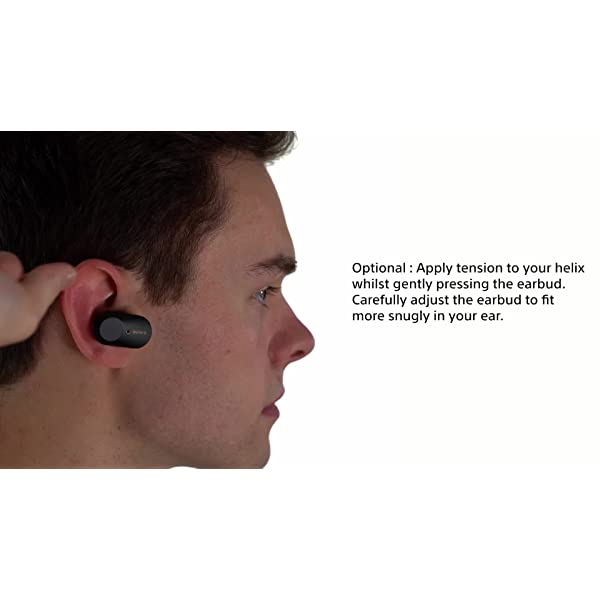 Optional : Apply tension to your helix
whilst gently pressing the earbud.
Carefully adjust the earbud to fit
more snugly in your ear.